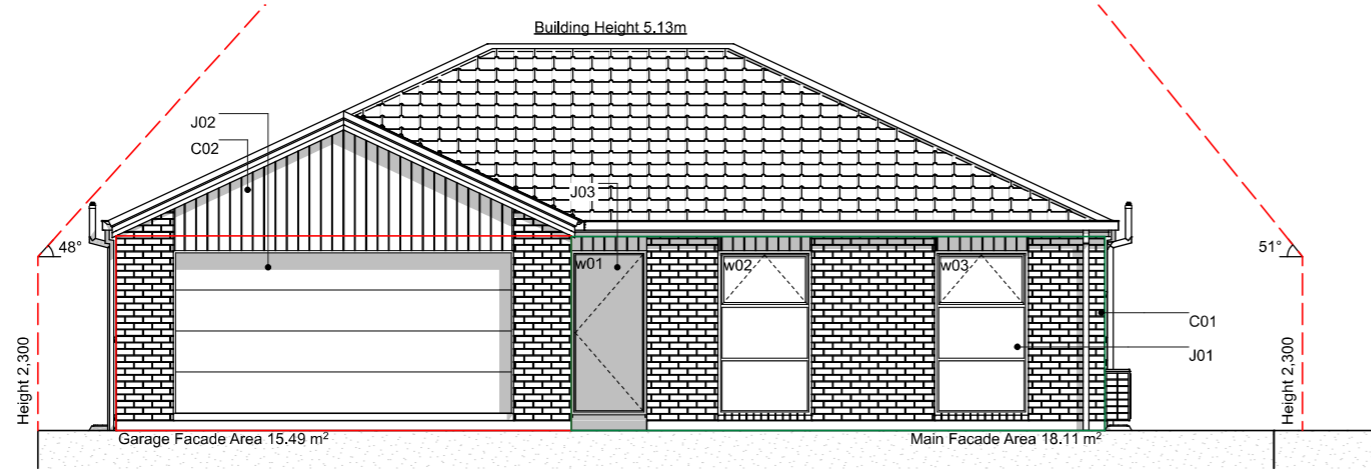 Building Height 5.13m
J02
C02
J03
48°
51°
w01
w02
w03
C01
J01
Height 2,300
Height 2,300
Garage Facade Area 15.49 m²
Main Facade Area 18.11 m²